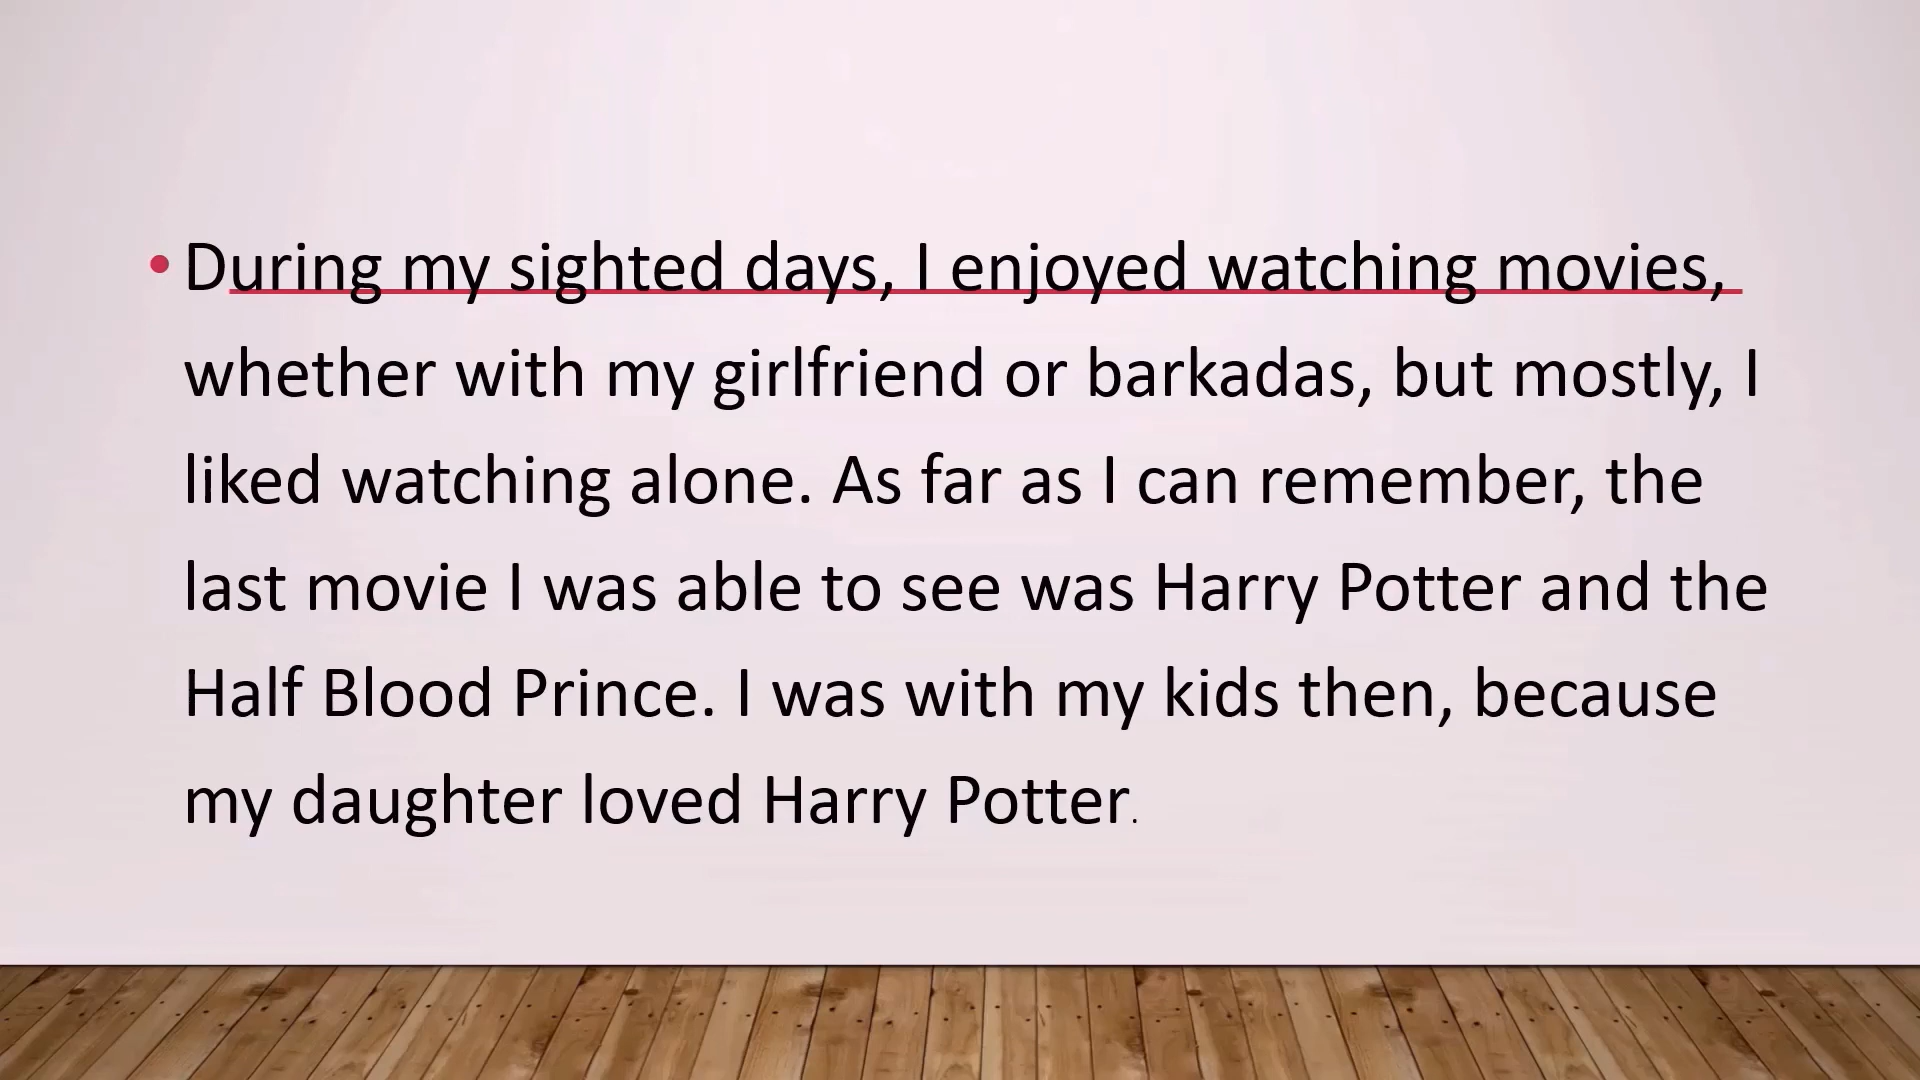 • During my sighted days, I enjoyed watching movies,
whether with my girlfriend or barkadas, but mostly, I
liked watching alone. As far as I can remember, the
last movie I was able to see was Harry Potter and the
Half Blood Prince. I was with my kids then, because
my daughter loved Harry Potter.